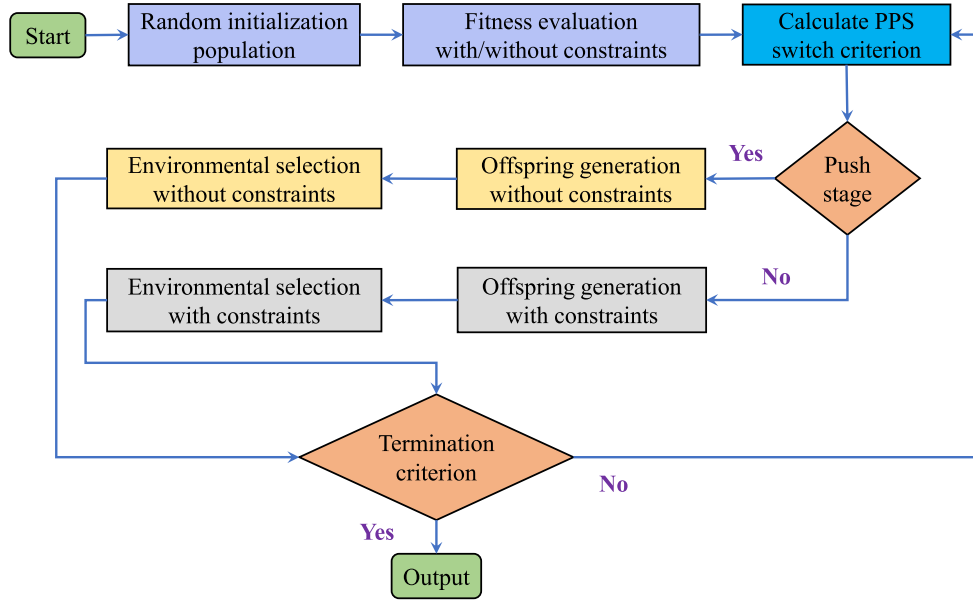 Start
Random initialization
population
Fitness evaluation
with/without constraints
Calculate PPS
switch criterion
Push
stage
Yes
Offspring generation
without constraints
Environmental selection
without constraints
No
Offspring generation
with constraints
Environmental selection
with constraints
Termination
criterion
No
Yes
Output